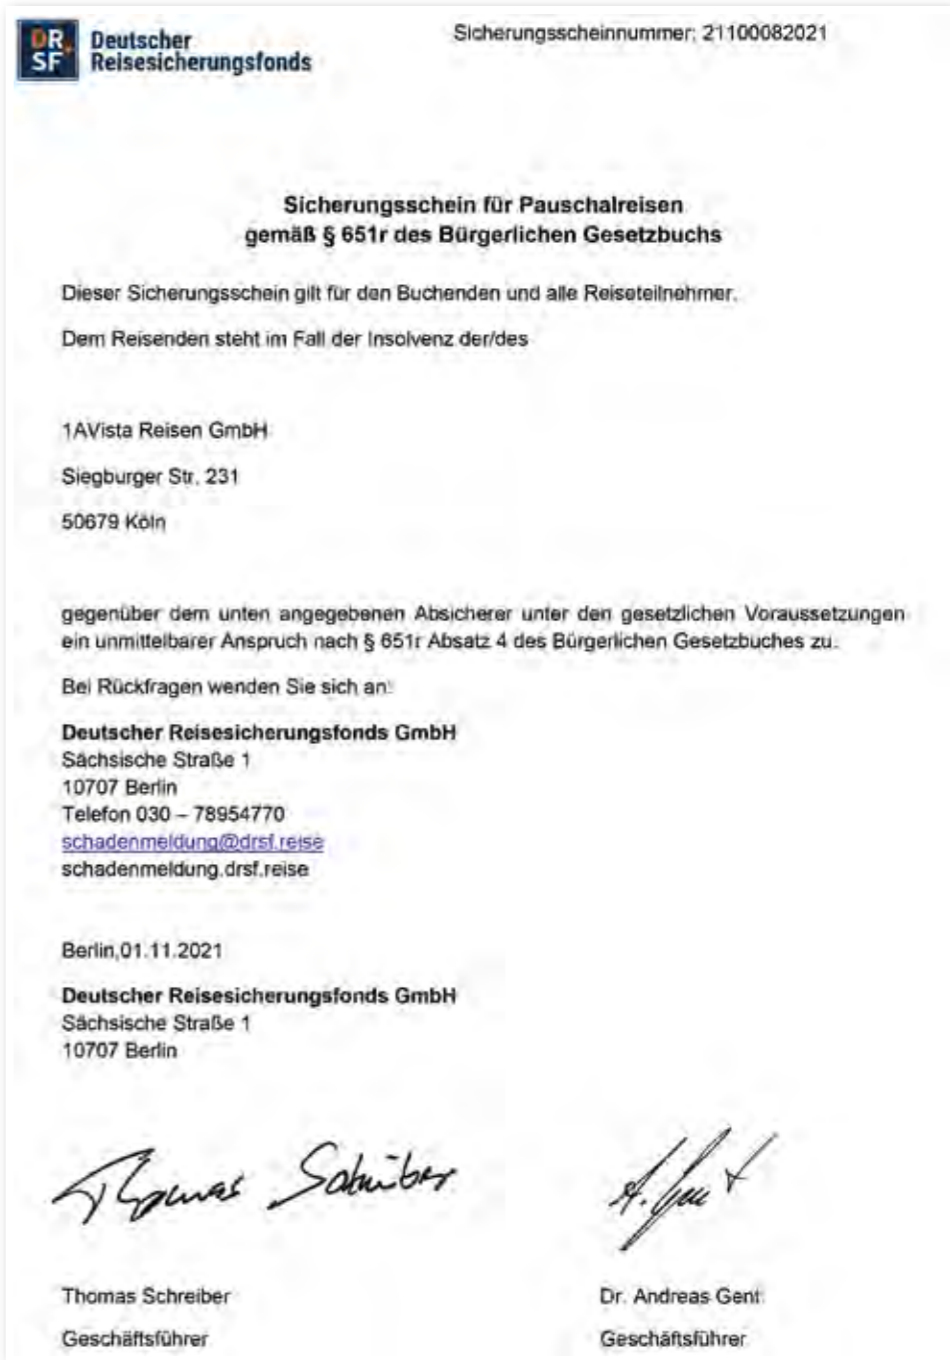 DR
SF
Deutscher
Reisesicherungsfonds
Sicherungsscheinnummer: 21100082021
Sicherungsschein für Pauschalreisen
gemäß § 651r des Bürgerlichen Gesetzbuchs
Dieser Sicherungsschein gilt für den Buchenden und alle Reiseteilnehmer.
Dem Reisenden steht im Fall der Insolvenz der/des
1AVista Reisen GmbH
Siegburger Str. 231
50679 Köln
gegenüber dem unten angegebenen Absicherer unter den gesetzlichen Voraussetzungen
ein unmittelbarer Anspruch nach § 651r Absatz 4 des Bürgerlichen Gesetzbuches zu.
Bei Rückfragen wenden Sie sich an:
Deutscher Reisesicherungsfonds GmbH
Sächsische Straße 1
10707 Berlin
Telefon 030 – 78954770
schadenmeldung@drsf.reise
schadenmeldung.drsf.reise
Berlin,01.11.2021
Deutscher Reisesicherungsfonds GmbH
Sächsische Straße 1
10707 Berlin
Thomas Schreiber A. Gent
Thomas Schreiber Dr. Andreas Gent
Geschäftsführer Geschäftsführer